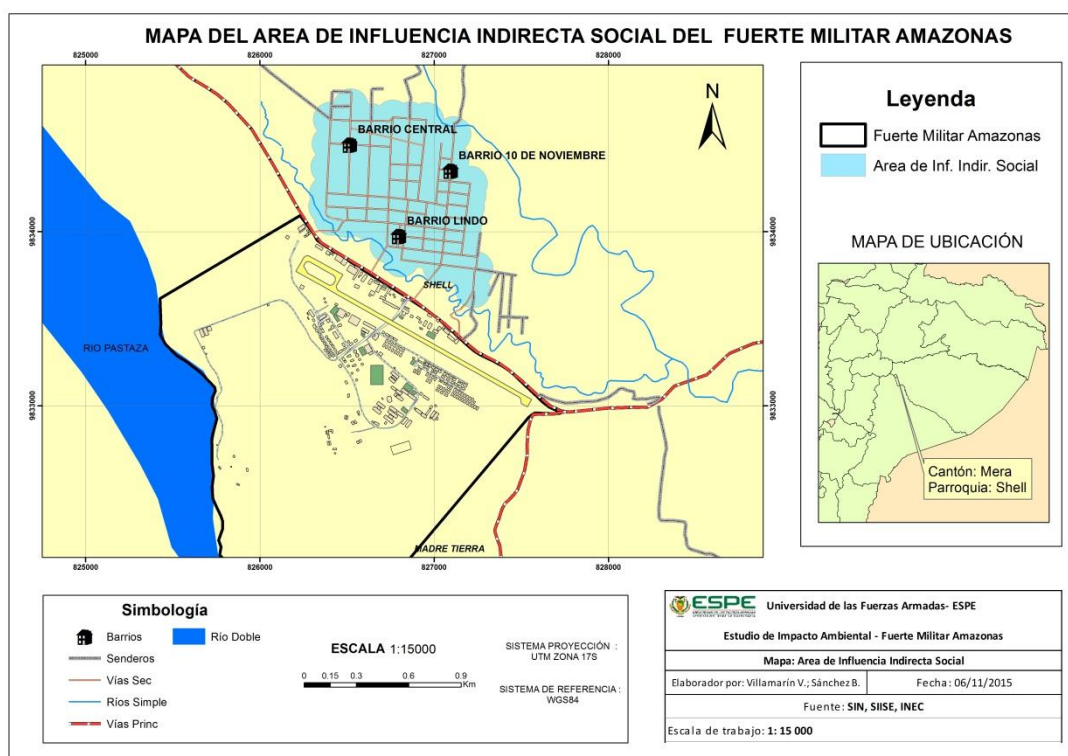 MAPA DEL AREA DE INFLUENCIA INDIRECTA SOCIAL DEL FUERTE MILITAR AMAZONAS
825000 826000 827000 828000
N
BARRIO CENTRAL
BARRIO 10 DE NOVIEMBRE
BARRIO LINDO
9834000 9834000
SHELL
RIO PASTAZA
9833000 9833000
MADRE TIERRA
825000 826000 827000 828000
Leyenda
Fuerte Militar Amazonas
Area de Inf. Indir. Social
MAPA DE UBICACIÓN
Cantón: Mera
Parroquia: Shell
Simbología
Barrios
Río Doble
Senderos
Vías Sec
Ríos Simple
Vías Princ
ESCALA 1:15000
0 0.15 0.3 0.6 0.9
Km
SISTEMA PROYECCIÓN :
UTM ZONA 17S
SISTEMA DE REFERENCIA :
WGS84
ESPE Universidad de las Fuerzas Armadas- ESPE
Estudio de Impacto Ambiental - Fuerte Militar Amazonas
Mapa: Area de Influencia Indirecta Social
Elaborador por: Villamarín V.; Sánchez B. Fecha: 06/11/2015
Fuente: SIN, SIISE, INEC
Escala de trabajo: 1: 15 000